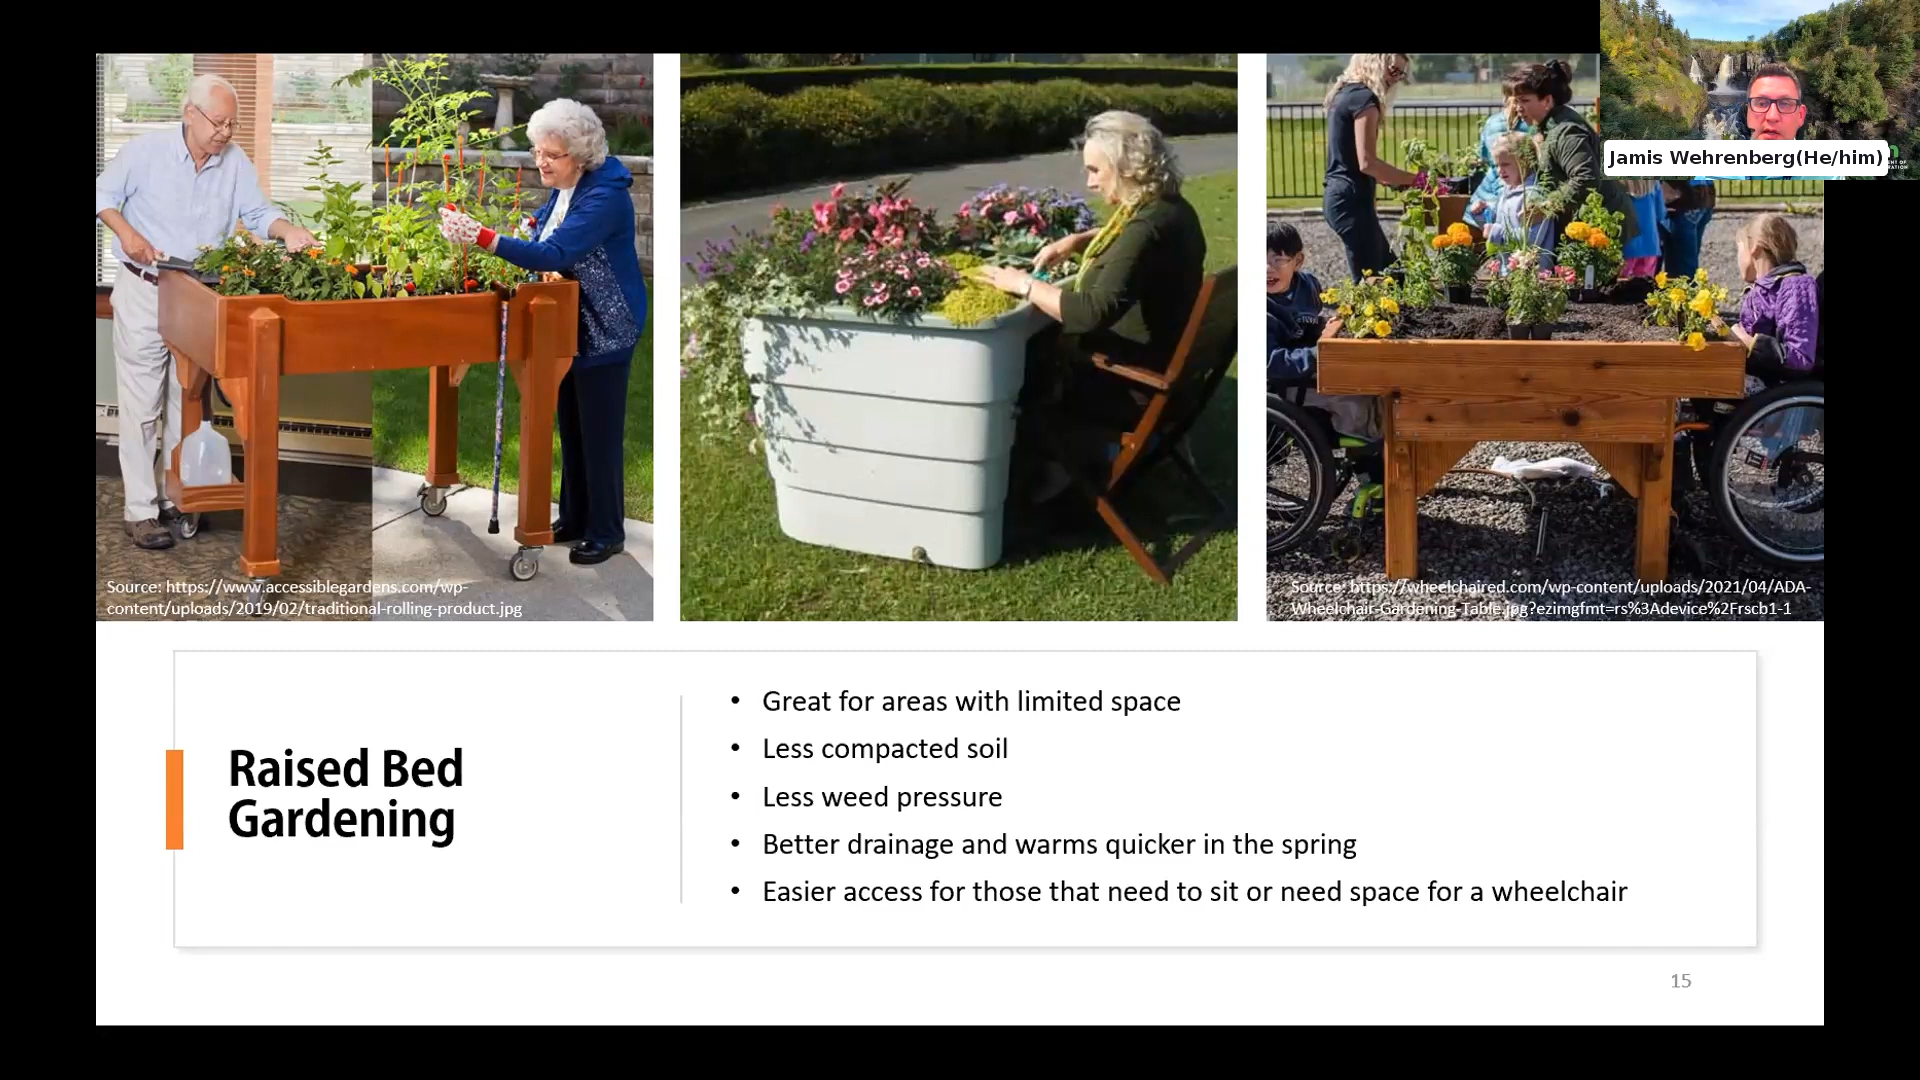 Jamis Wehrenberg(He/him)
Source: https://www.accessiblegardens.com/wp-
content/uploads/2019/02/traditional-rolling-product.jpg
Source: https://wheelchaired.com/wp-content/uploads/2021/04/ADA-
Wheelchair-Gardening-Table.jpg?ezimgfmt=rs%3Adevice%2Frscb1-1
Raised Bed
Gardening
• Great for areas with limited space
• Less compacted soil
• Less weed pressure
• Better drainage and warms quicker in the spring
• Easier access for those that need to sit or need space for a wheelchair
15